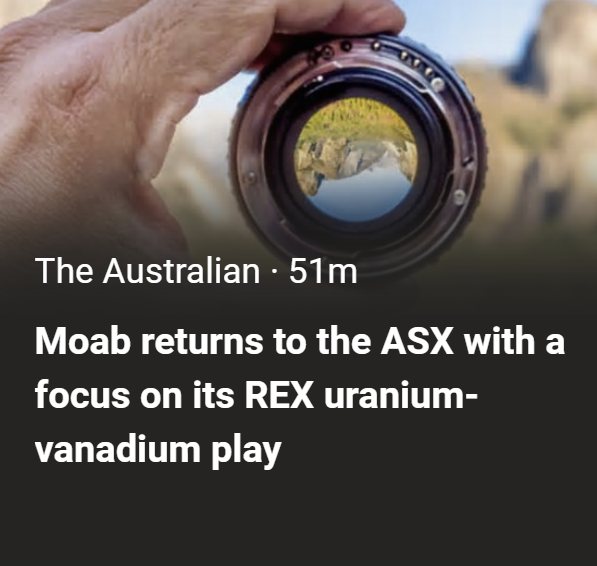 The Australian · 51m
Moab returns to the ASX with a
focus on its REX uranium-
vanadium play